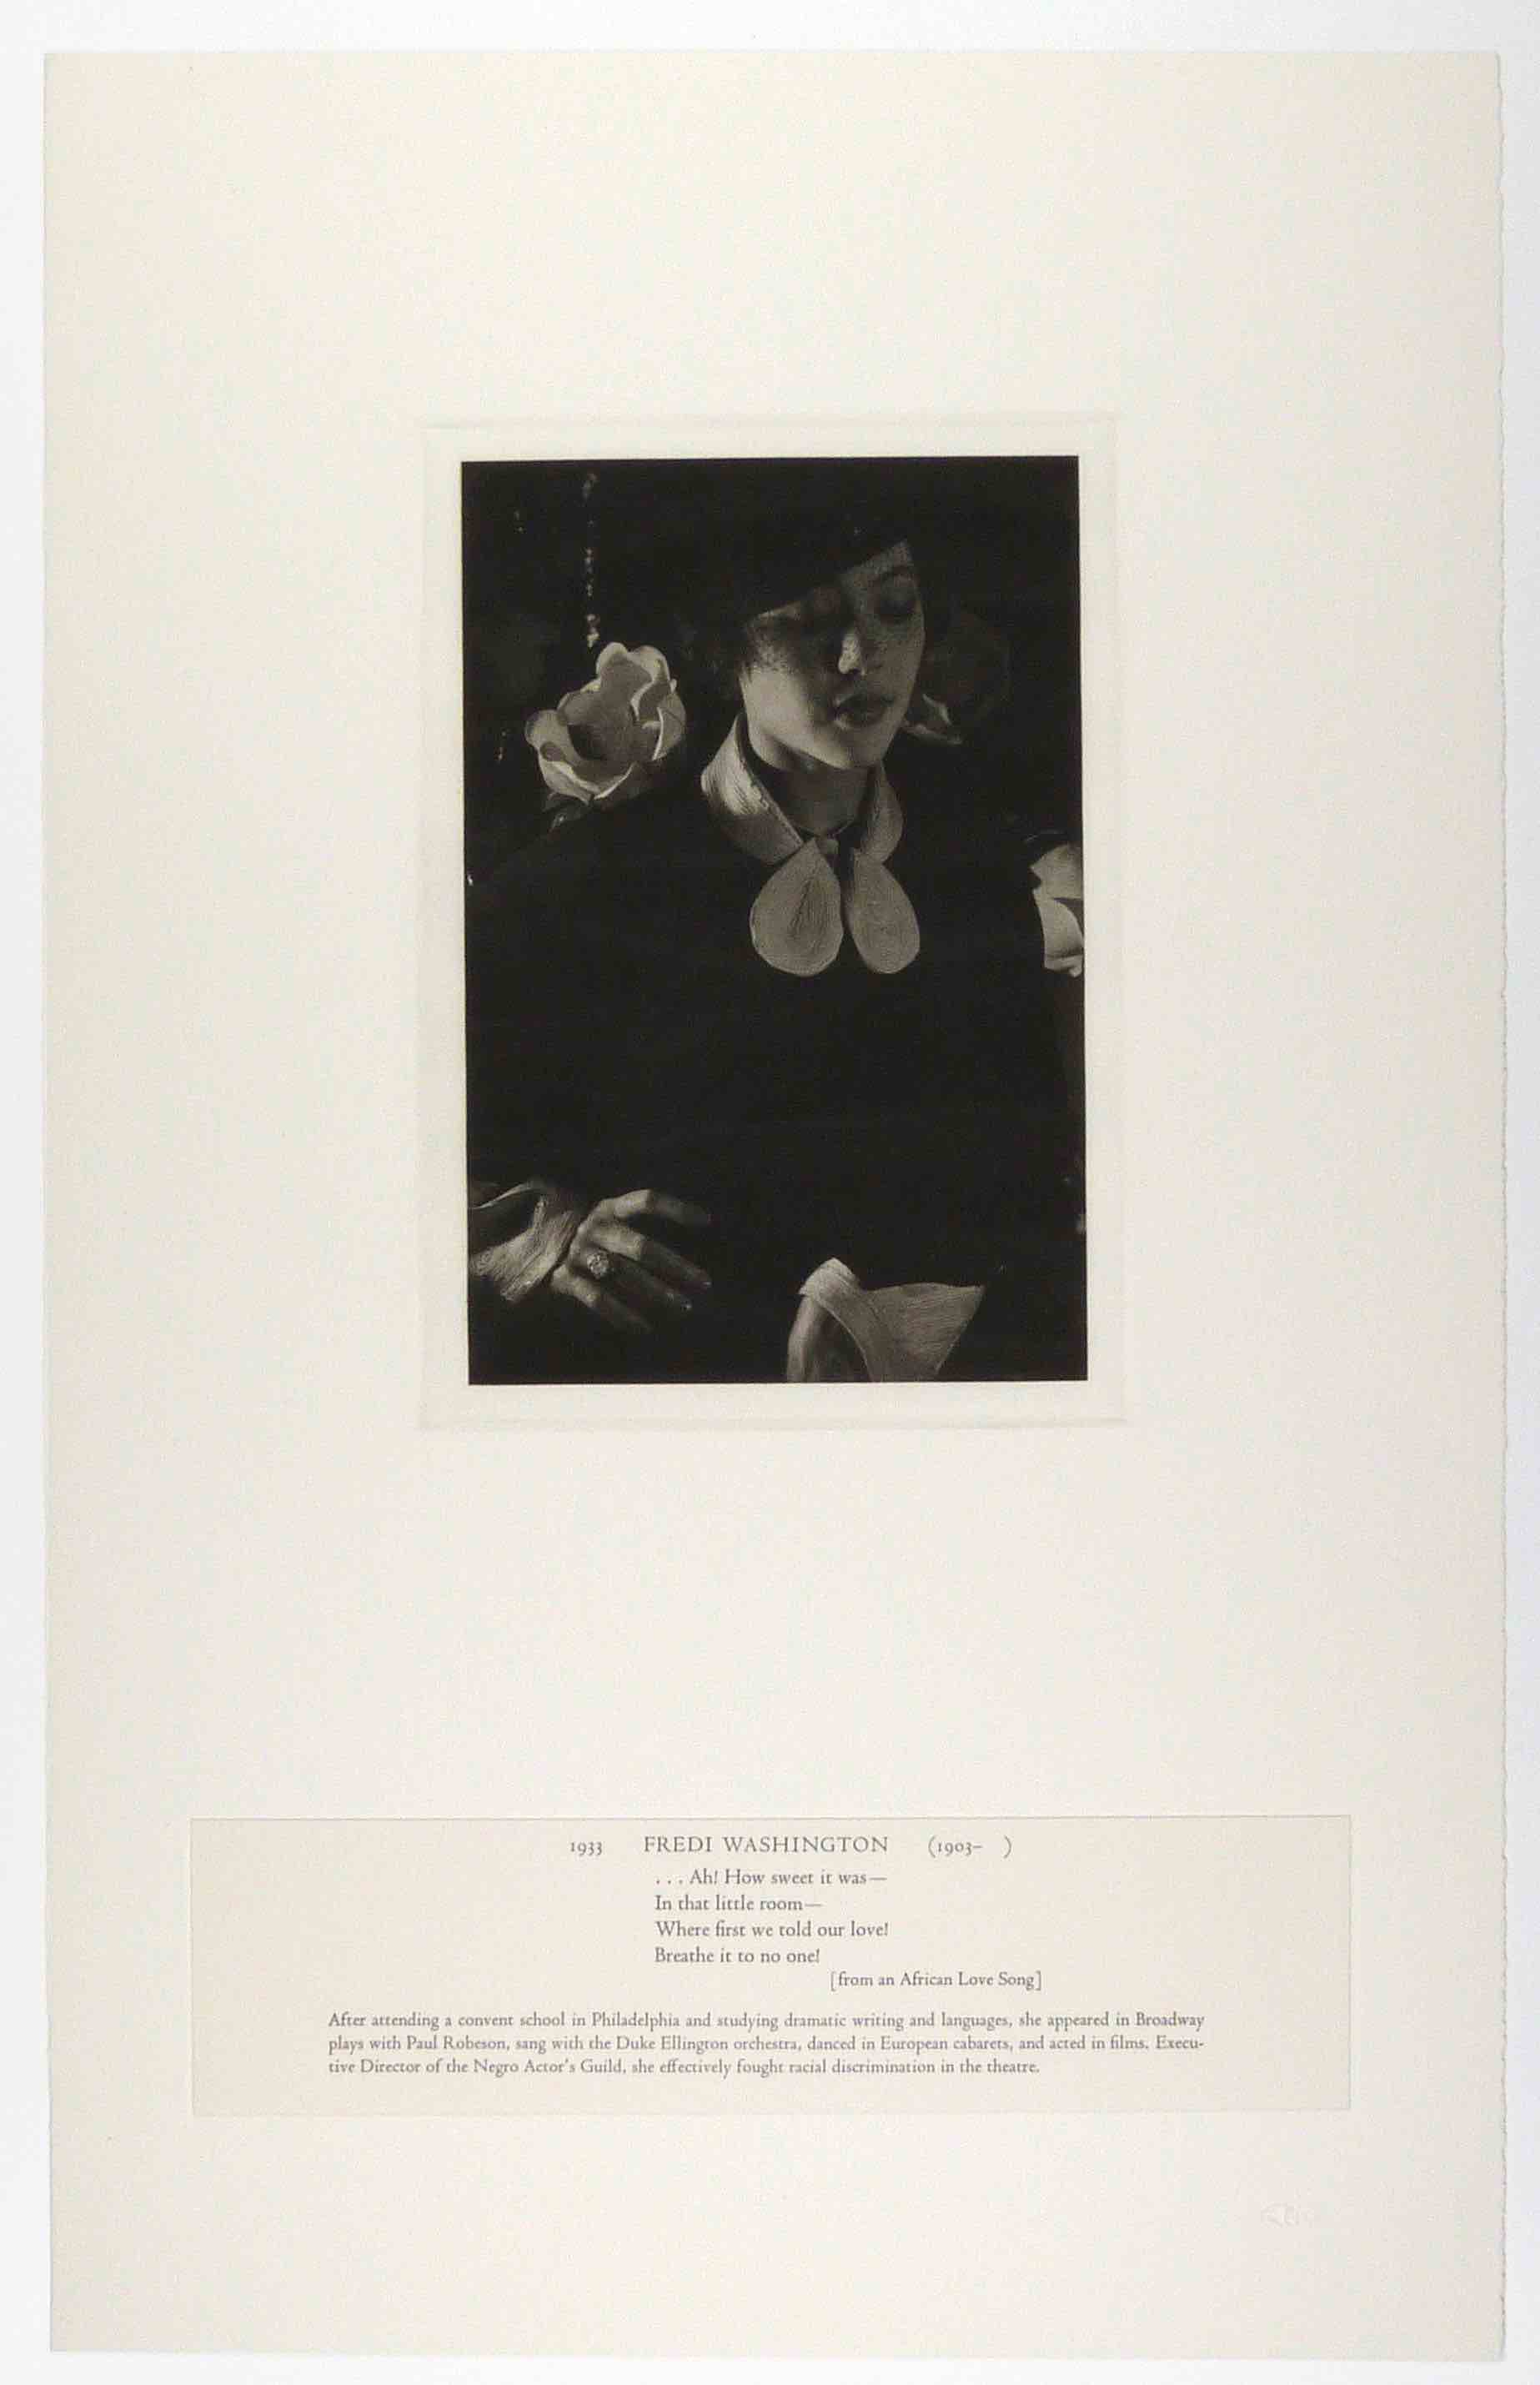 1933 FREDI WASHINGTON (1903– )
. . . Ah! How sweet it was—
In that little room—
Where first we told our love!
Breathe it to no one!
[from an African Love Song]
After attending a convent school in Philadelphia and studying dramatic writing and languages, she appeared in Broadway
plays with Paul Robeson, sang with the Duke Ellington orchestra, danced in European cabarets, and acted in films. Execu-
tive Director of the Negro Actor's Guild, she effectively fought racial discrimination in the theatre.